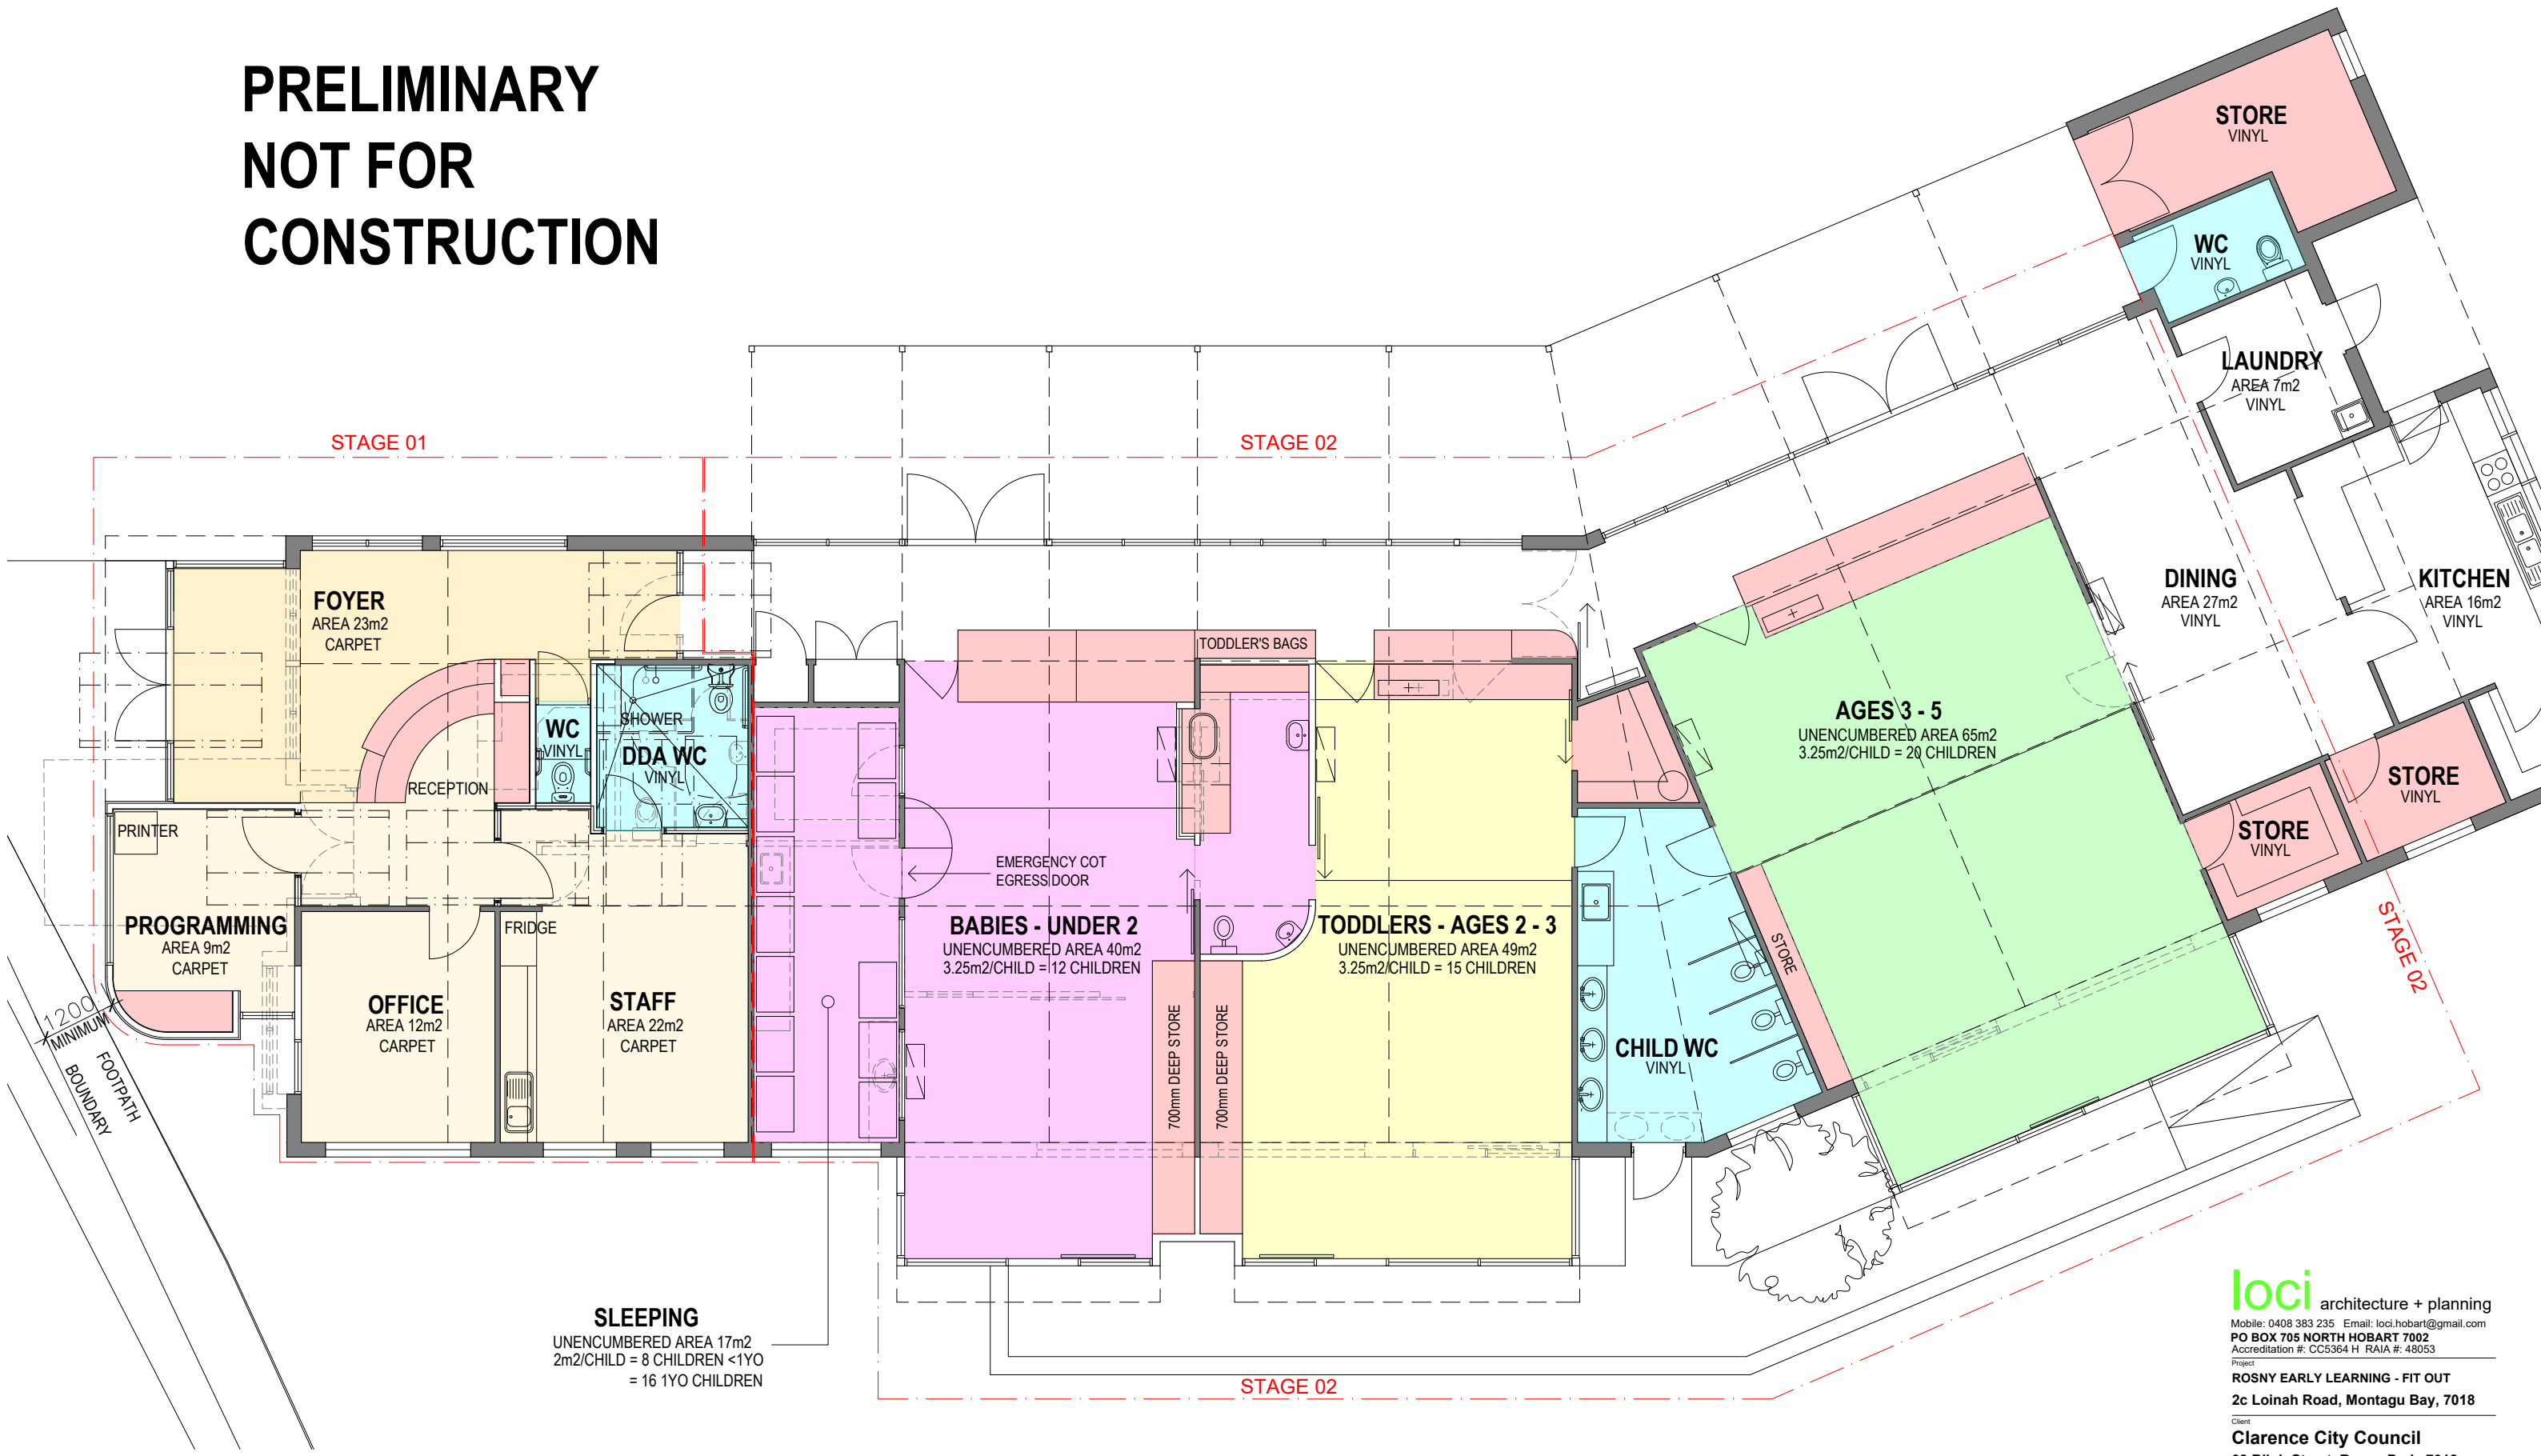 PRELIMINARY
NOT FOR
CONSTRUCTION
STORE
VINYL
WC
VINYL
LAUNDRY
AREA 7m2
VINYL
STAGE 01
STAGE 02
FOYER
AREA 23m2
CARPET
TODDLER'S BAGS
DINING
AREA 27m2
VINYL
KITCHEN
AREA 16m2
VINYL
WC
VINYL
SHOWER
DDA WC
VINYL
RECEPTION
AGES 3 - 5
UNENCUMBERED AREA 65m2
3.25m2/CHILD = 20 CHILDREN
STORE
VINYL
STORE
VINYL
PRINTER
EMERGENCY COT
EGRESS DOOR
PROGRAMMING
AREA 9m2
CARPET
FRIDGE
BABIES - UNDER 2
UNENCUMBERED AREA 40m2
3.25m2/CHILD = 12 CHILDREN
TODDLERS - AGES 2 - 3
UNENCUMBERED AREA 49m2
3.25m2/CHILD = 15 CHILDREN
STORE
STAGE 02
OFFICE
AREA 12m2
CARPET
STAFF
AREA 22m2
CARPET
700mm DEEP STORE
700mm DEEP STORE
CHILD WC
VINYL
1200
MINIMUM
FOOTPATH
BOUNDARY
SLEEPING
UNENCUMBERED AREA 17m2
2m2/CHILD = 8 CHILDREN <1YO
= 16 1YO CHILDREN
STAGE 02
loci architecture + planning
Mobile: 0408 383 235 Email: loci.hobart@gmail.com
PO BOX 705 NORTH HOBART 7002
Accreditation #: CC5364 H RAIA #: 48053
Project
ROSNY EARLY LEARNING - FIT OUT
2c Loinah Road, Montagu Bay, 7018
Client
Clarence City Council